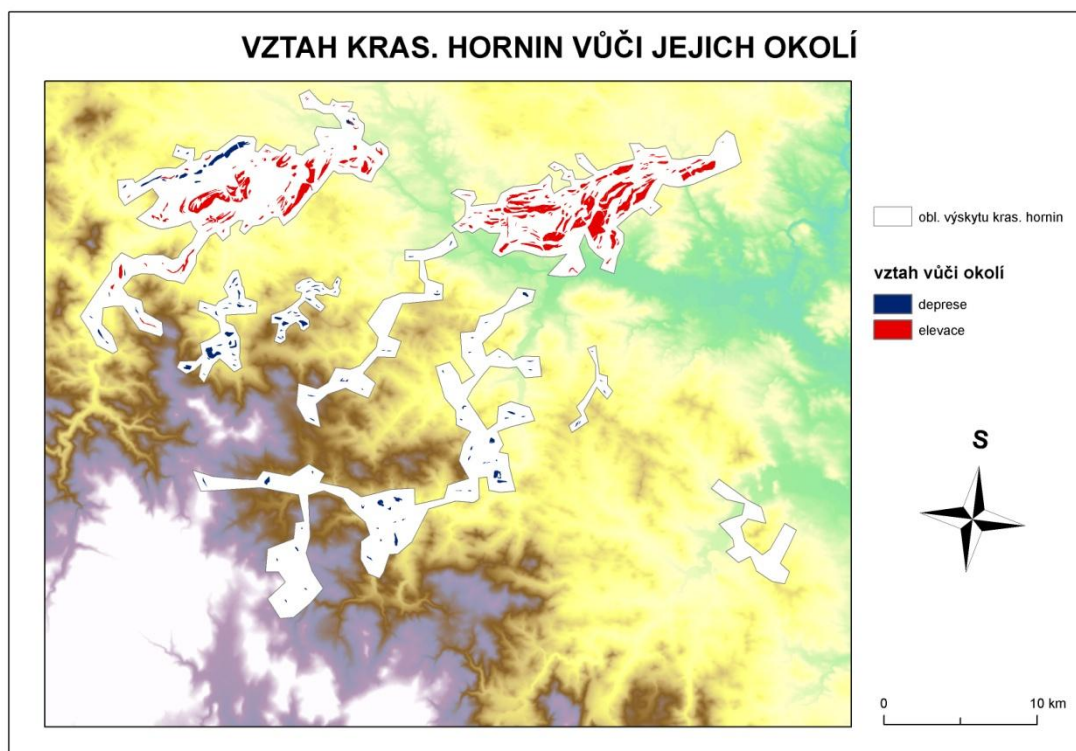 VZTAH KRAS. HORNIN VŮČI JEJICH OKOLÍ
obl. výskytu kras. hornin
vztah vůči okolí
deprese
elevace
S
0 10 km